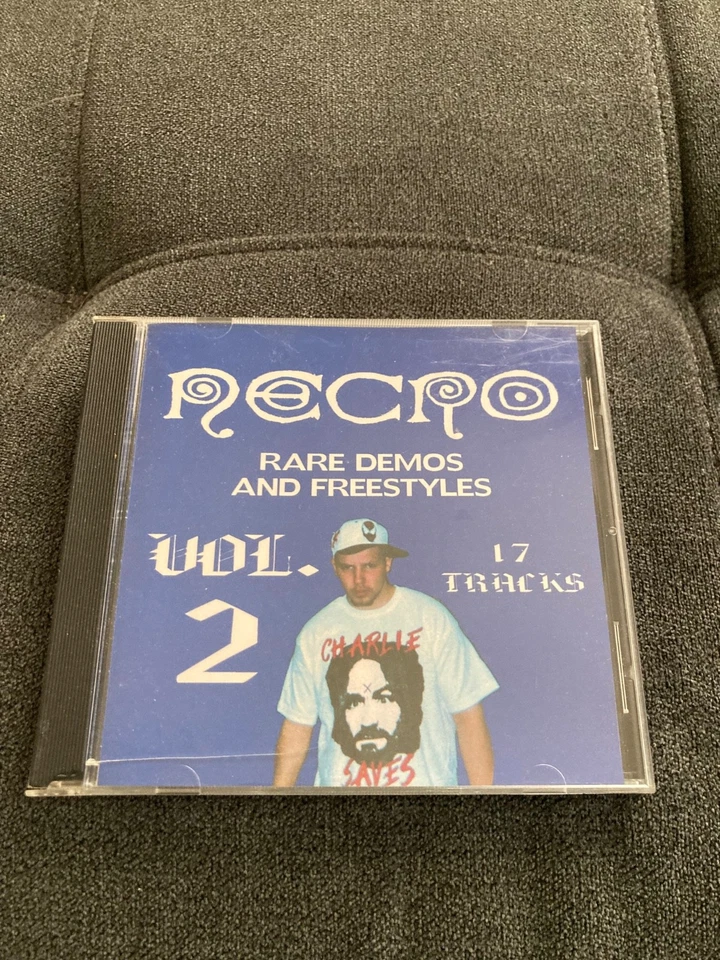 NECRO
RARE DEMOS
AND FREESTYLES
VOL.
2
17
TRACKS
CHARLIE
SAVES